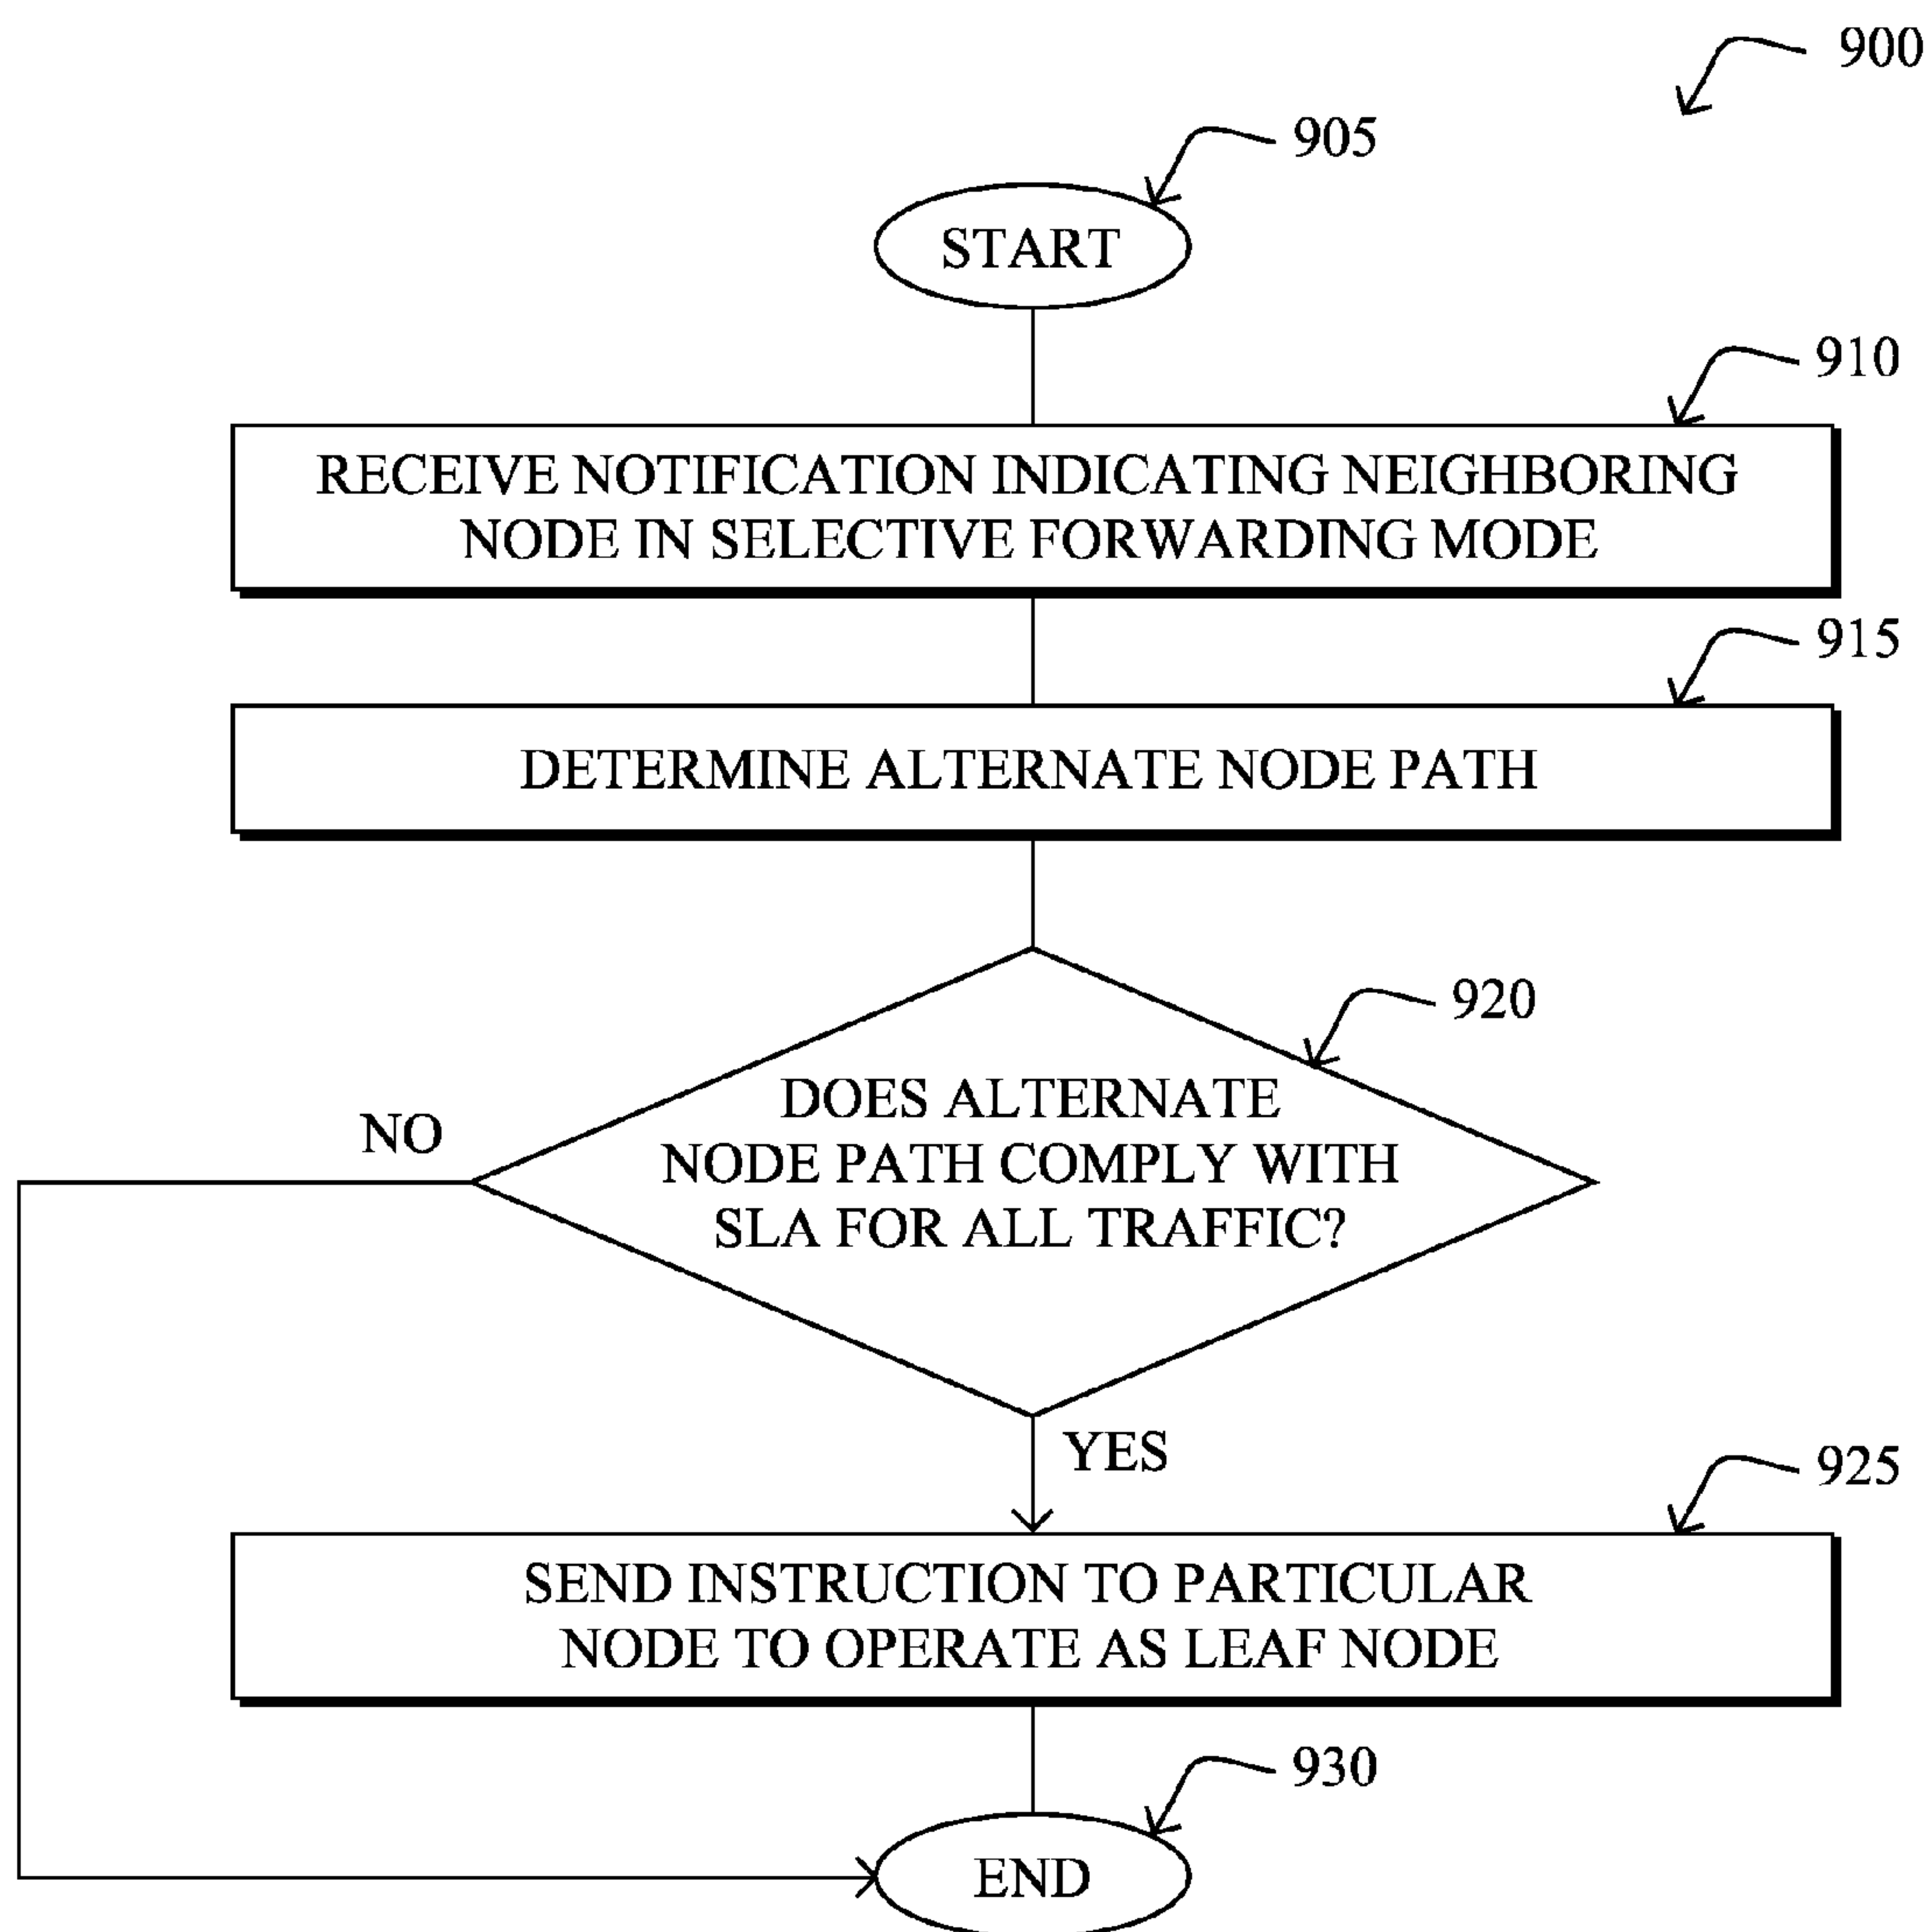 900
905
START
910
RECEIVE NOTIFICATION INDICATING NEIGHBORING
NODE IN SELECTIVE FORWARDING MODE
915
DETERMINE ALTERNATE NODE PATH
920
DOES ALTERNATE
NODE PATH COMPLY WITH
SLA FOR ALL TRAFFIC?
NO
YES
925
SEND INSTRUCTION TO PARTICULAR
NODE TO OPERATE AS LEAF NODE
930
END